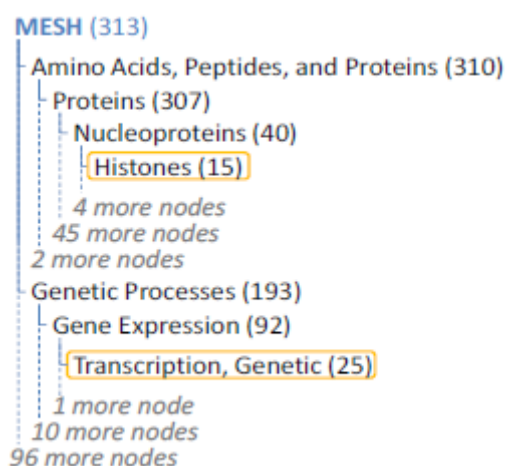 MESH (313)
Amino Acids, Peptides, and Proteins (310)
Proteins (307)
Nucleoproteins (40)
Histones (15)
4 more nodes
45 more nodes
2 more nodes
Genetic Processes (193)
Gene Expression (92)
Transcription, Genetic (25)
1 more node
10 more nodes
96 more nodes